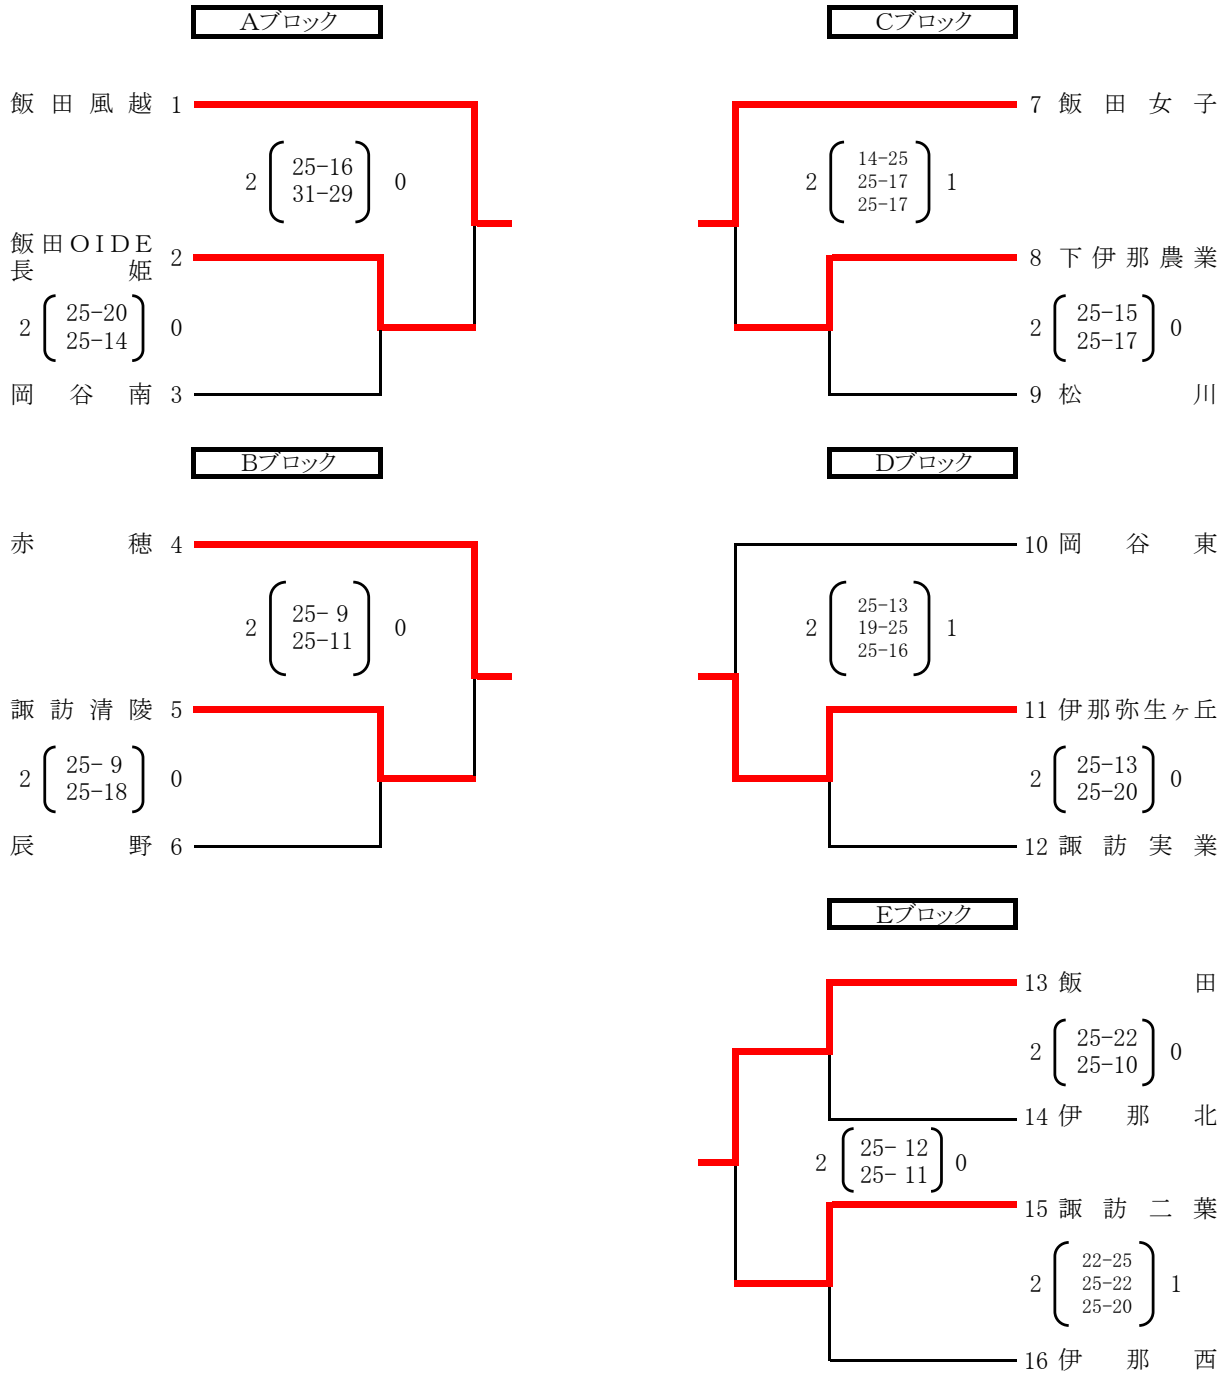 Aブロック
飯田風越 1
2 25-16 0
31-29
飯田OIDE 2
長姫
2 25-20 0
25-14
岡谷南 3
Bブロック
赤穂 4
2 25- 9 0
25-11
諏訪清陵 5
2 25- 9 0
25-18
辰野 6
Cブロック
7 飯田女子
14-25
2 25-17 1
25-17
8 下伊那農業
2 25-15 0
25-17
9 松川
Dブロック
10 岡谷東
25-13
2 19-25 1
25-16
11 伊那弥生ヶ丘
2 25-13 0
25-20
12 諏訪実業
Eブロック
13 飯田
2 25-22 0
25-10
14 伊那北
2 25- 12 0
25- 11
15 諏訪二葉
22-25
2 25-22 1
25-20
16 伊那西